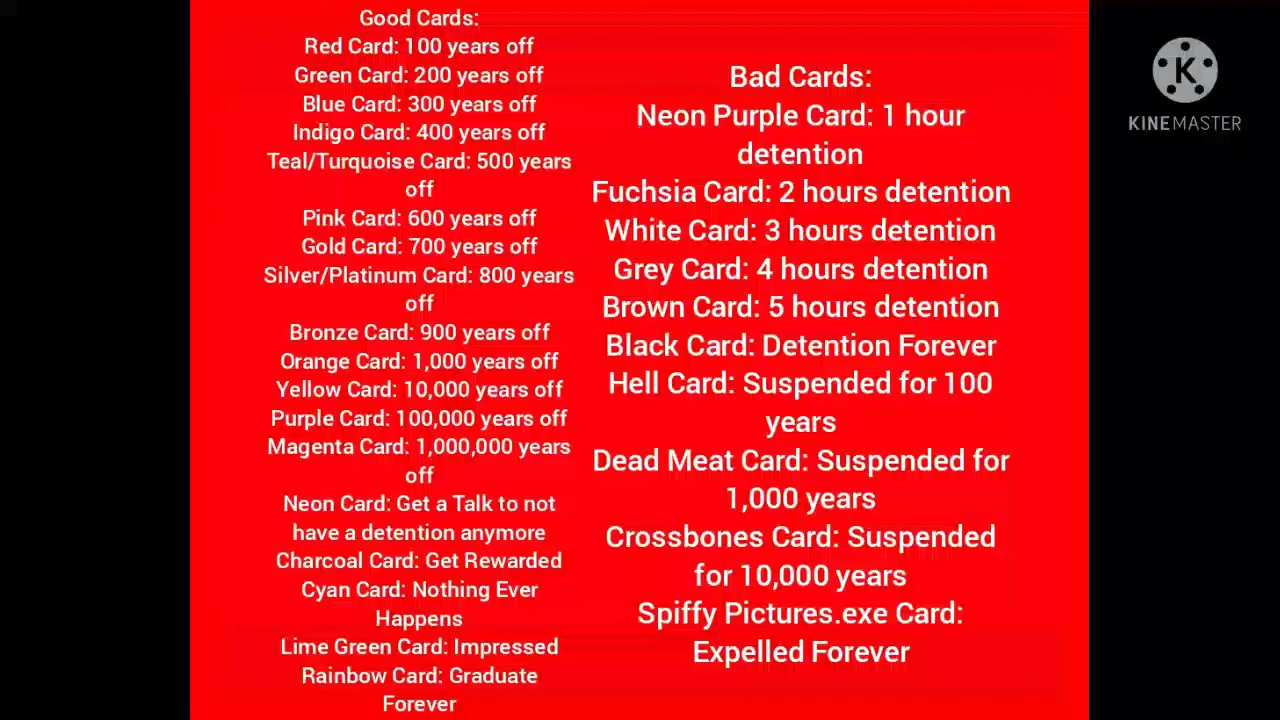 Good Cards:
Red Card: 100 years off
Green Card: 200 years off
Blue Card: 300 years off
Indigo Card: 400 years off
Teal/Turquoise Card: 500 years
off
Pink Card: 600 years off
Gold Card: 700 years off
Silver/Platinum Card: 800 years
off
Bronze Card: 900 years off
Orange Card: 1,000 years off
Yellow Card: 10,000 years off
Purple Card: 100,000 years off
Magenta Card: 1,000,000 years
off
Neon Card: Get a Talk to not
have a detention anymore
Charcoal Card: Get Rewarded
Cyan Card: Nothing Ever
Happens
Lime Green Card: Impressed
Rainbow Card: Graduate
Forever
Bad Cards:
Neon Purple Card: 1 hour
detention
Fuchsia Card: 2 hours detention
White Card: 3 hours detention
Grey Card: 4 hours detention
Brown Card: 5 hours detention
Black Card: Detention Forever
Hell Card: Suspended for 100
years
Dead Meat Card: Suspended for
1,000 years
Crossbones Card: Suspended
for 10,000 years
Spiffy Pictures.exe Card:
Expelled Forever
K
KINEMASTER